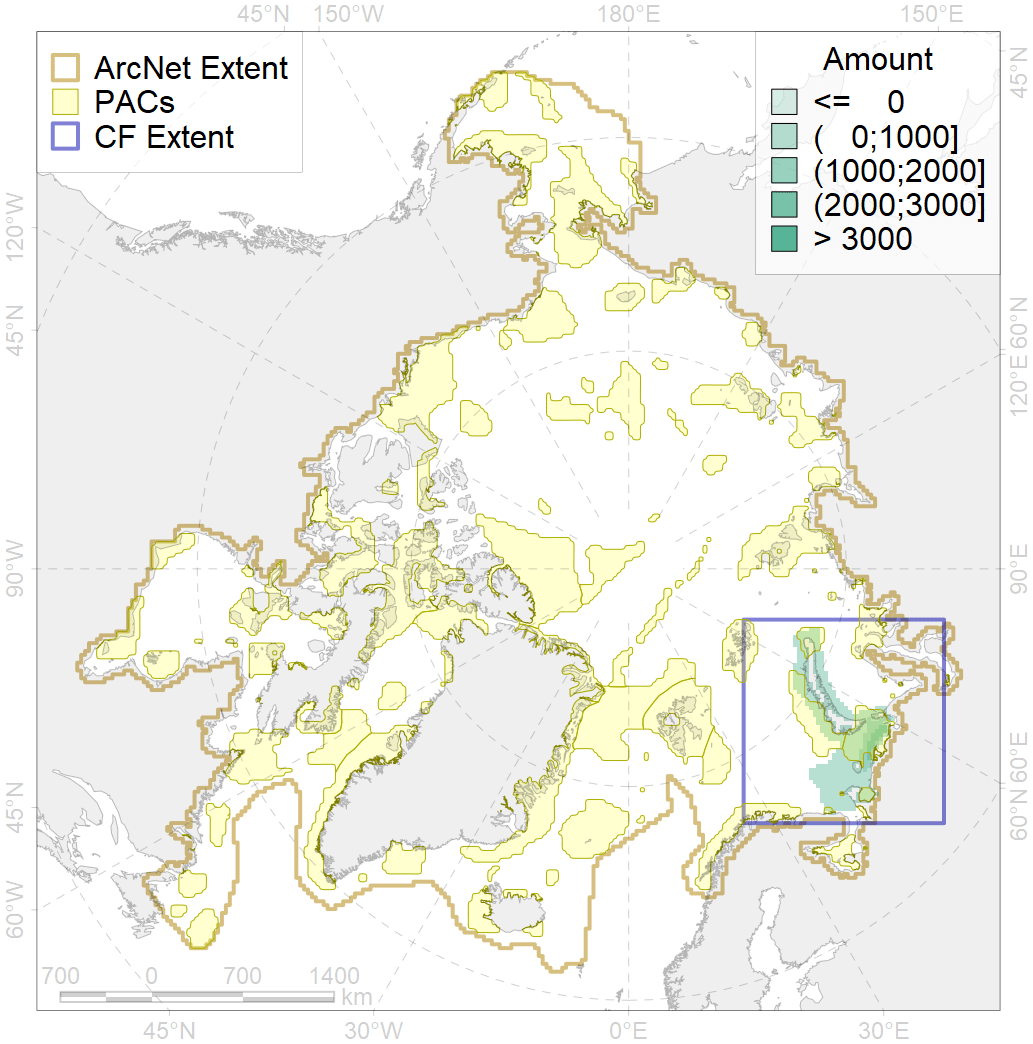 45°N 150°W 180°E 150°E
ArcNet Extent
PACs
CF Extent
Amount
<= 0
( 0;1000]
(1000;2000]
(2000;3000]
> 3000
45°N
120°W
45°N
60°N
120°E
90°W
90°E
60°E
45°N
60°N
60°W
700 0 700 1400
km
45°N 30°W 0°E 30°E